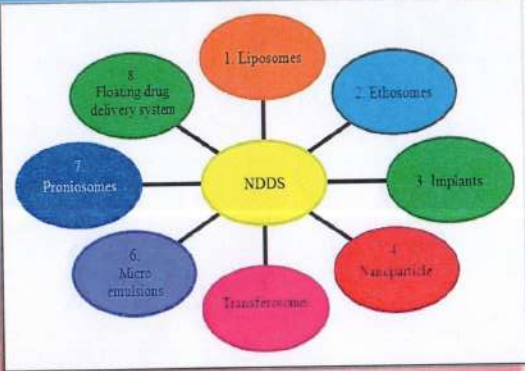 1. Liposomes
2. Ethosomes
3. Implants
4.
Nanoparticle
Transferosomes
6.
Micro
emulsions
7.
Proniosomes
8.
Floating drug
delivery system
NDDS